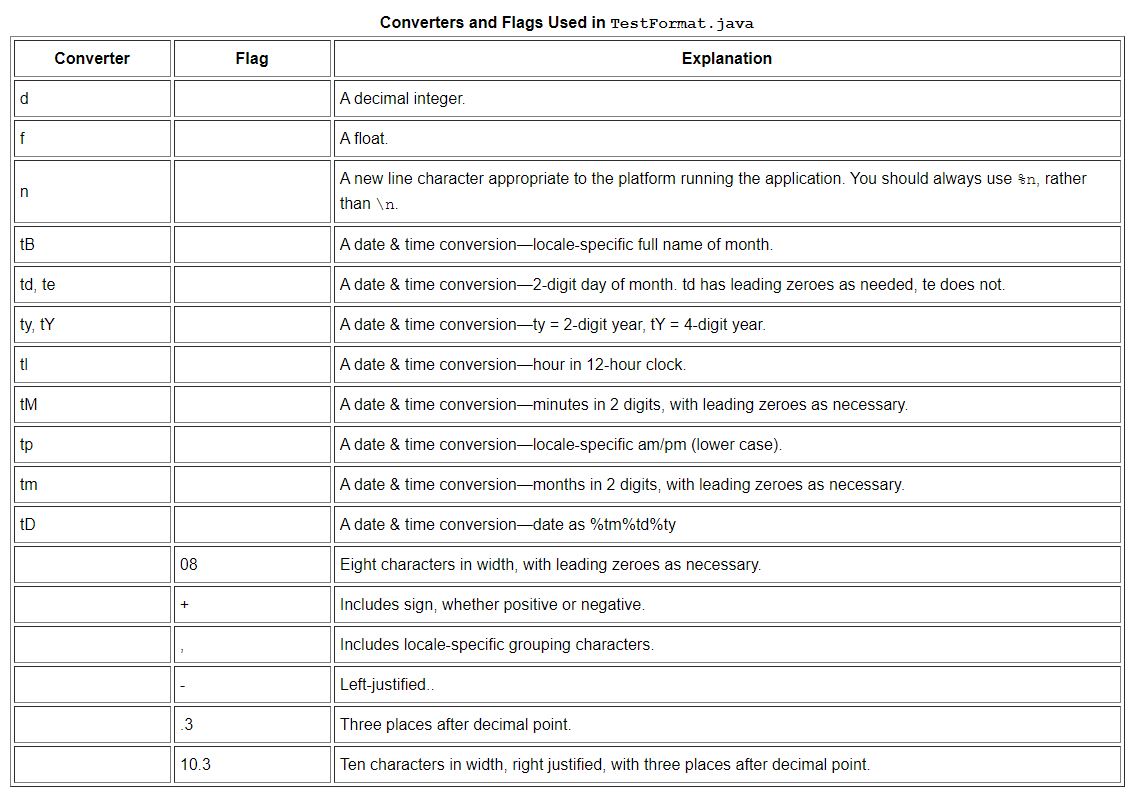 Converters and Flags Used in TestFormat.java
Converter Flag Explanation
d A decimal integer.
f A float.
n A new line character appropriate to the platform running the application. You should always use %n, rather
than \n.
tB A date & time conversion—locale-specific full name of month.
td, te A date & time conversion—2-digit day of month. td has leading zeroes as needed, te does not.
ty, tY A date & time conversion—ty = 2-digit year, tY = 4-digit year.
tl A date & time conversion—hour in 12-hour clock.
tM A date & time conversion—minutes in 2 digits, with leading zeroes as necessary.
tp A date & time conversion—locale-specific am/pm (lower case).
tm A date & time conversion—months in 2 digits, with leading zeroes as necessary.
tD A date & time conversion—date as %tm%td%ty
08 Eight characters in width, with leading zeroes as necessary.
+ Includes sign, whether positive or negative.
, Includes locale-specific grouping characters.
- Left-justified..
.3 Three places after decimal point.
10.3 Ten characters in width, right justified, with three places after decimal point.